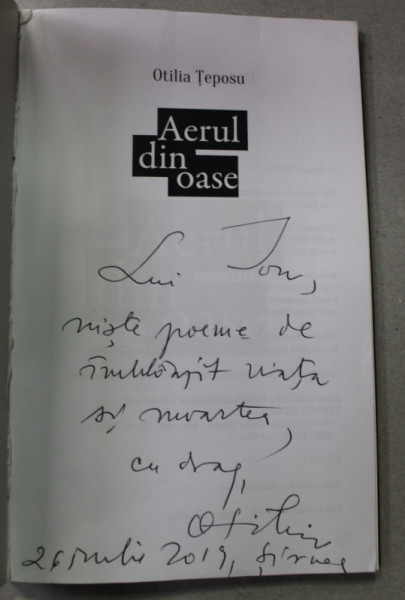 Otilia Țeposu
Aerul
din
oase
Lui Ion,
niște poeme de
îmblânzit viața
și moartea,
cu drag,
Otilia
26 iulie 2019, Șirnea